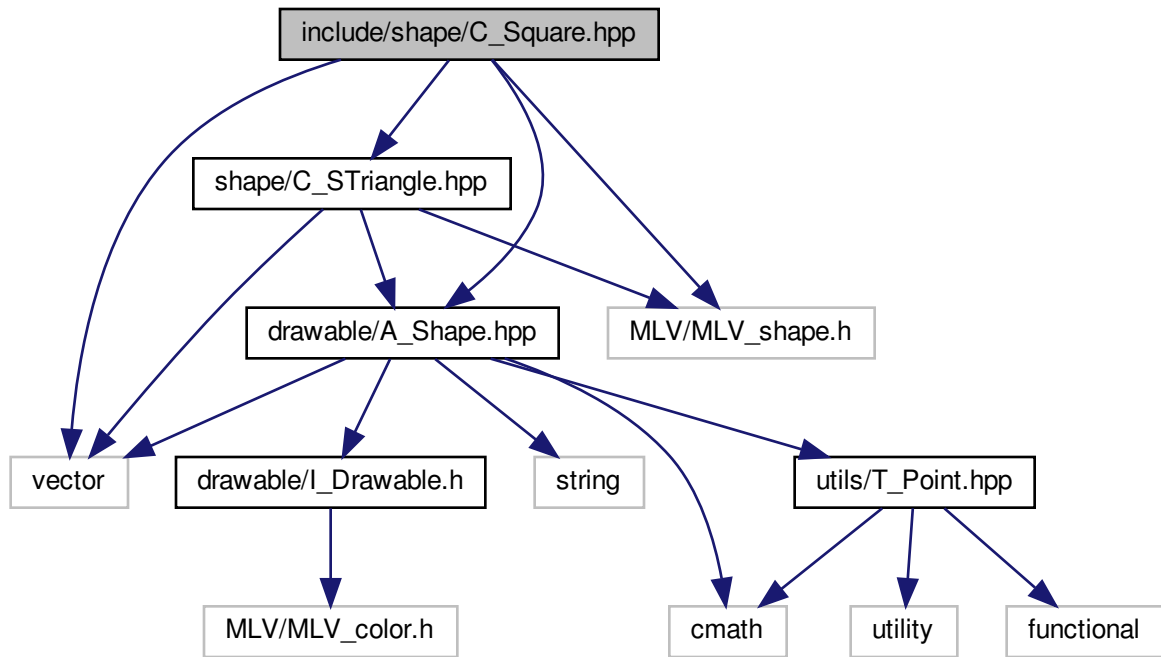 include/shape/C_Square.hpp
shape/C_STriangle.hpp
drawable/A_Shape.hpp
MLV/MLV_shape.h
vector
drawable/I_Drawable.h
string
utils/T_Point.hpp
MLV/MLV_color.h
cmath
utility
functional